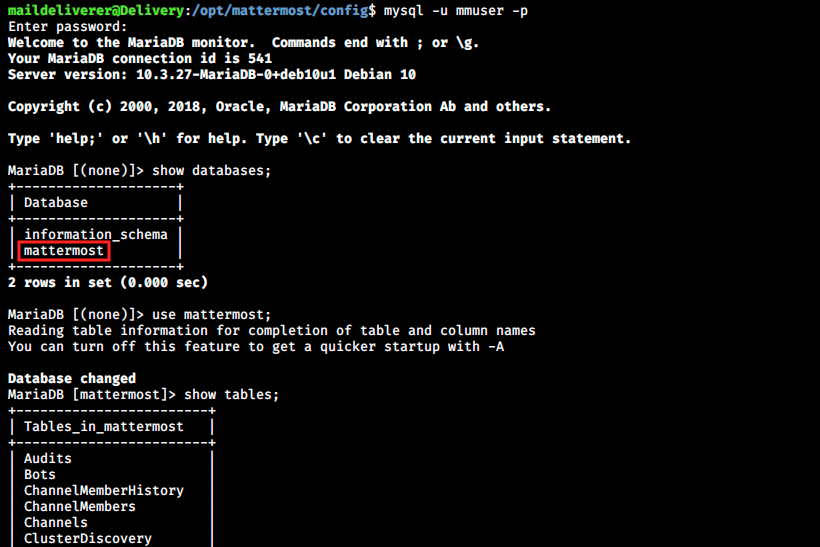 maildeliverer@Delivery:/opt/mattermost/config$ mysql -u mmuser -p
Enter password:
Welcome to the MariaDB monitor.  Commands end with ; or \g.
Your MariaDB connection id is 541
Server version: 10.3.27-MariaDB-0+deb10u1 Debian 10

Copyright (c) 2000, 2018, Oracle, MariaDB Corporation Ab and others.

Type 'help;' or '\h' for help. Type '\c' to clear the current input statement.

MariaDB [(none)]> show databases;
+--------------------+
| Database           |
+--------------------+
| information_schema |
| mattermost         |
+--------------------+
2 rows in set (0.000 sec)

MariaDB [(none)]> use mattermost;
Reading table information for completion of table and column names
You can turn off this feature to get a quicker startup with -A

Database changed
MariaDB [mattermost]> show tables;
+------------------------+
| Tables_in_mattermost   |
+------------------------+
| Audits                 |
| Bots                   |
| ChannelMemberHistory   |
| ChannelMembers         |
| Channels               |
| ClusterDiscovery       |